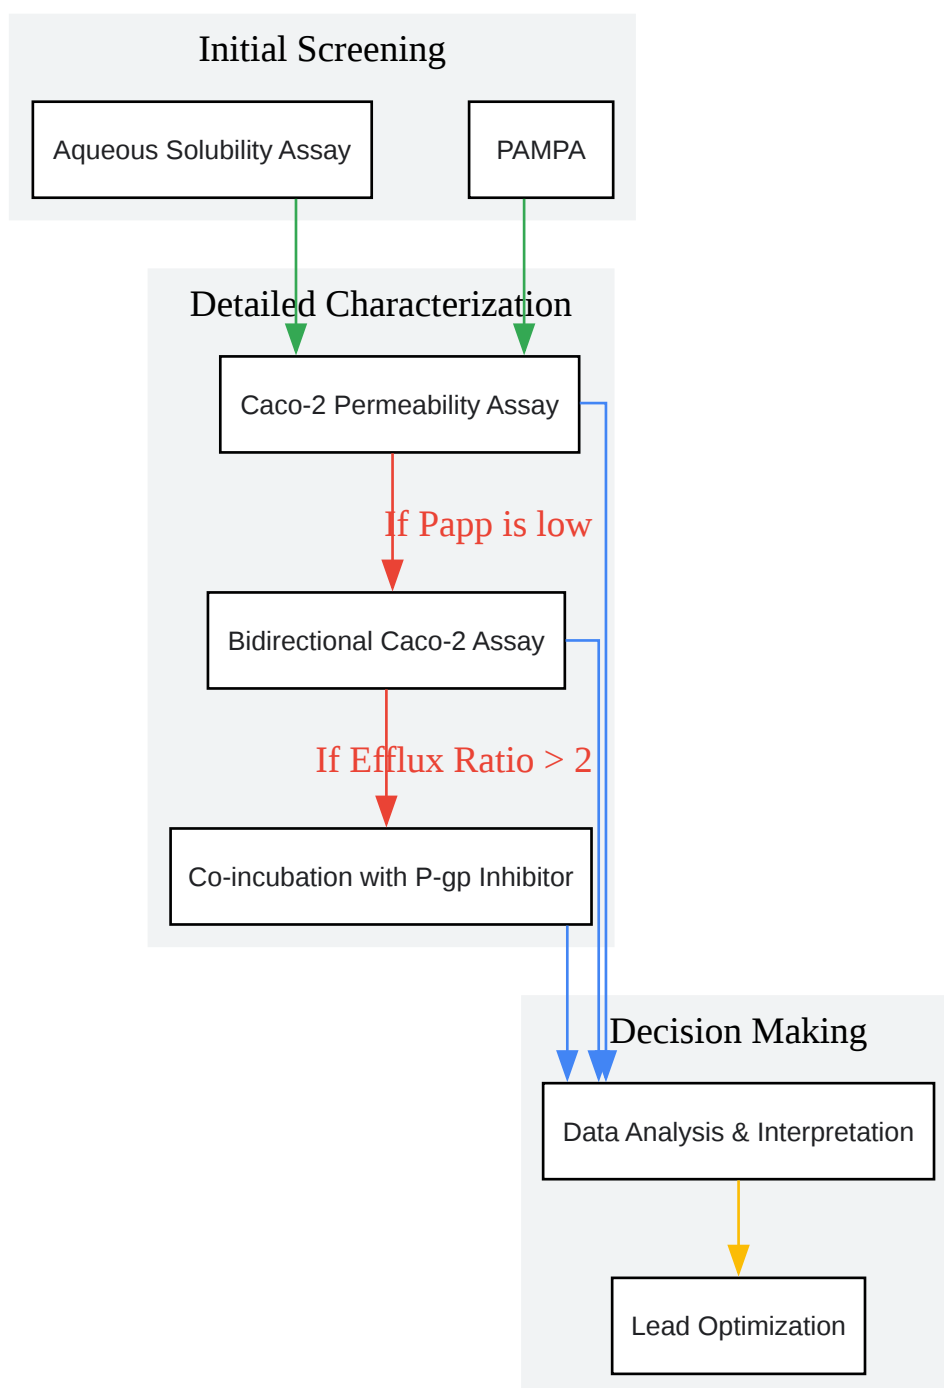 Initial Screening
Aqueous Solubility Assay
PAMPA
Detailed Characterization
Caco-2 Permeability Assay
If Papp is low
Bidirectional Caco-2 Assay
If Efflux Ratio > 2
Co-incubation with P-gp Inhibitor
Decision Making
Data Analysis & Interpretation
Lead Optimization